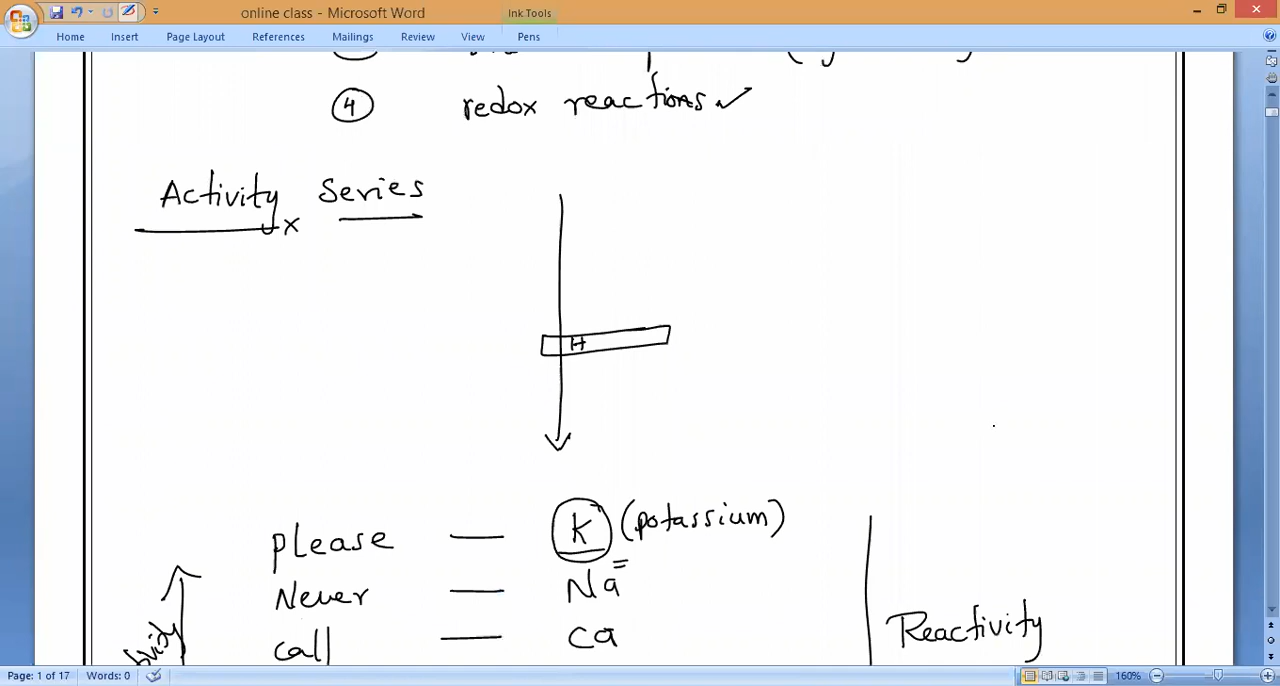 online class - Microsoft Word
Ink Tools
Home Insert Page Layout References Mailings Review View Pens
4 redox reactions ✓
Activity Series
x
H
please — K (potassium)
Never — Na
call — Ca
Reactivity
Page: 1 of 17 Words: 0 160%